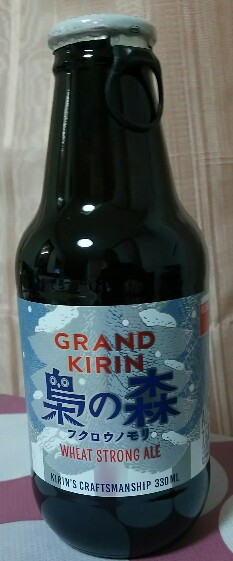 GRAND
KIRIN
梟の森
フクロウノモリ
WHEAT STRONG ALE
KIRIN'S CRAFTSMANSHIP 330 ML